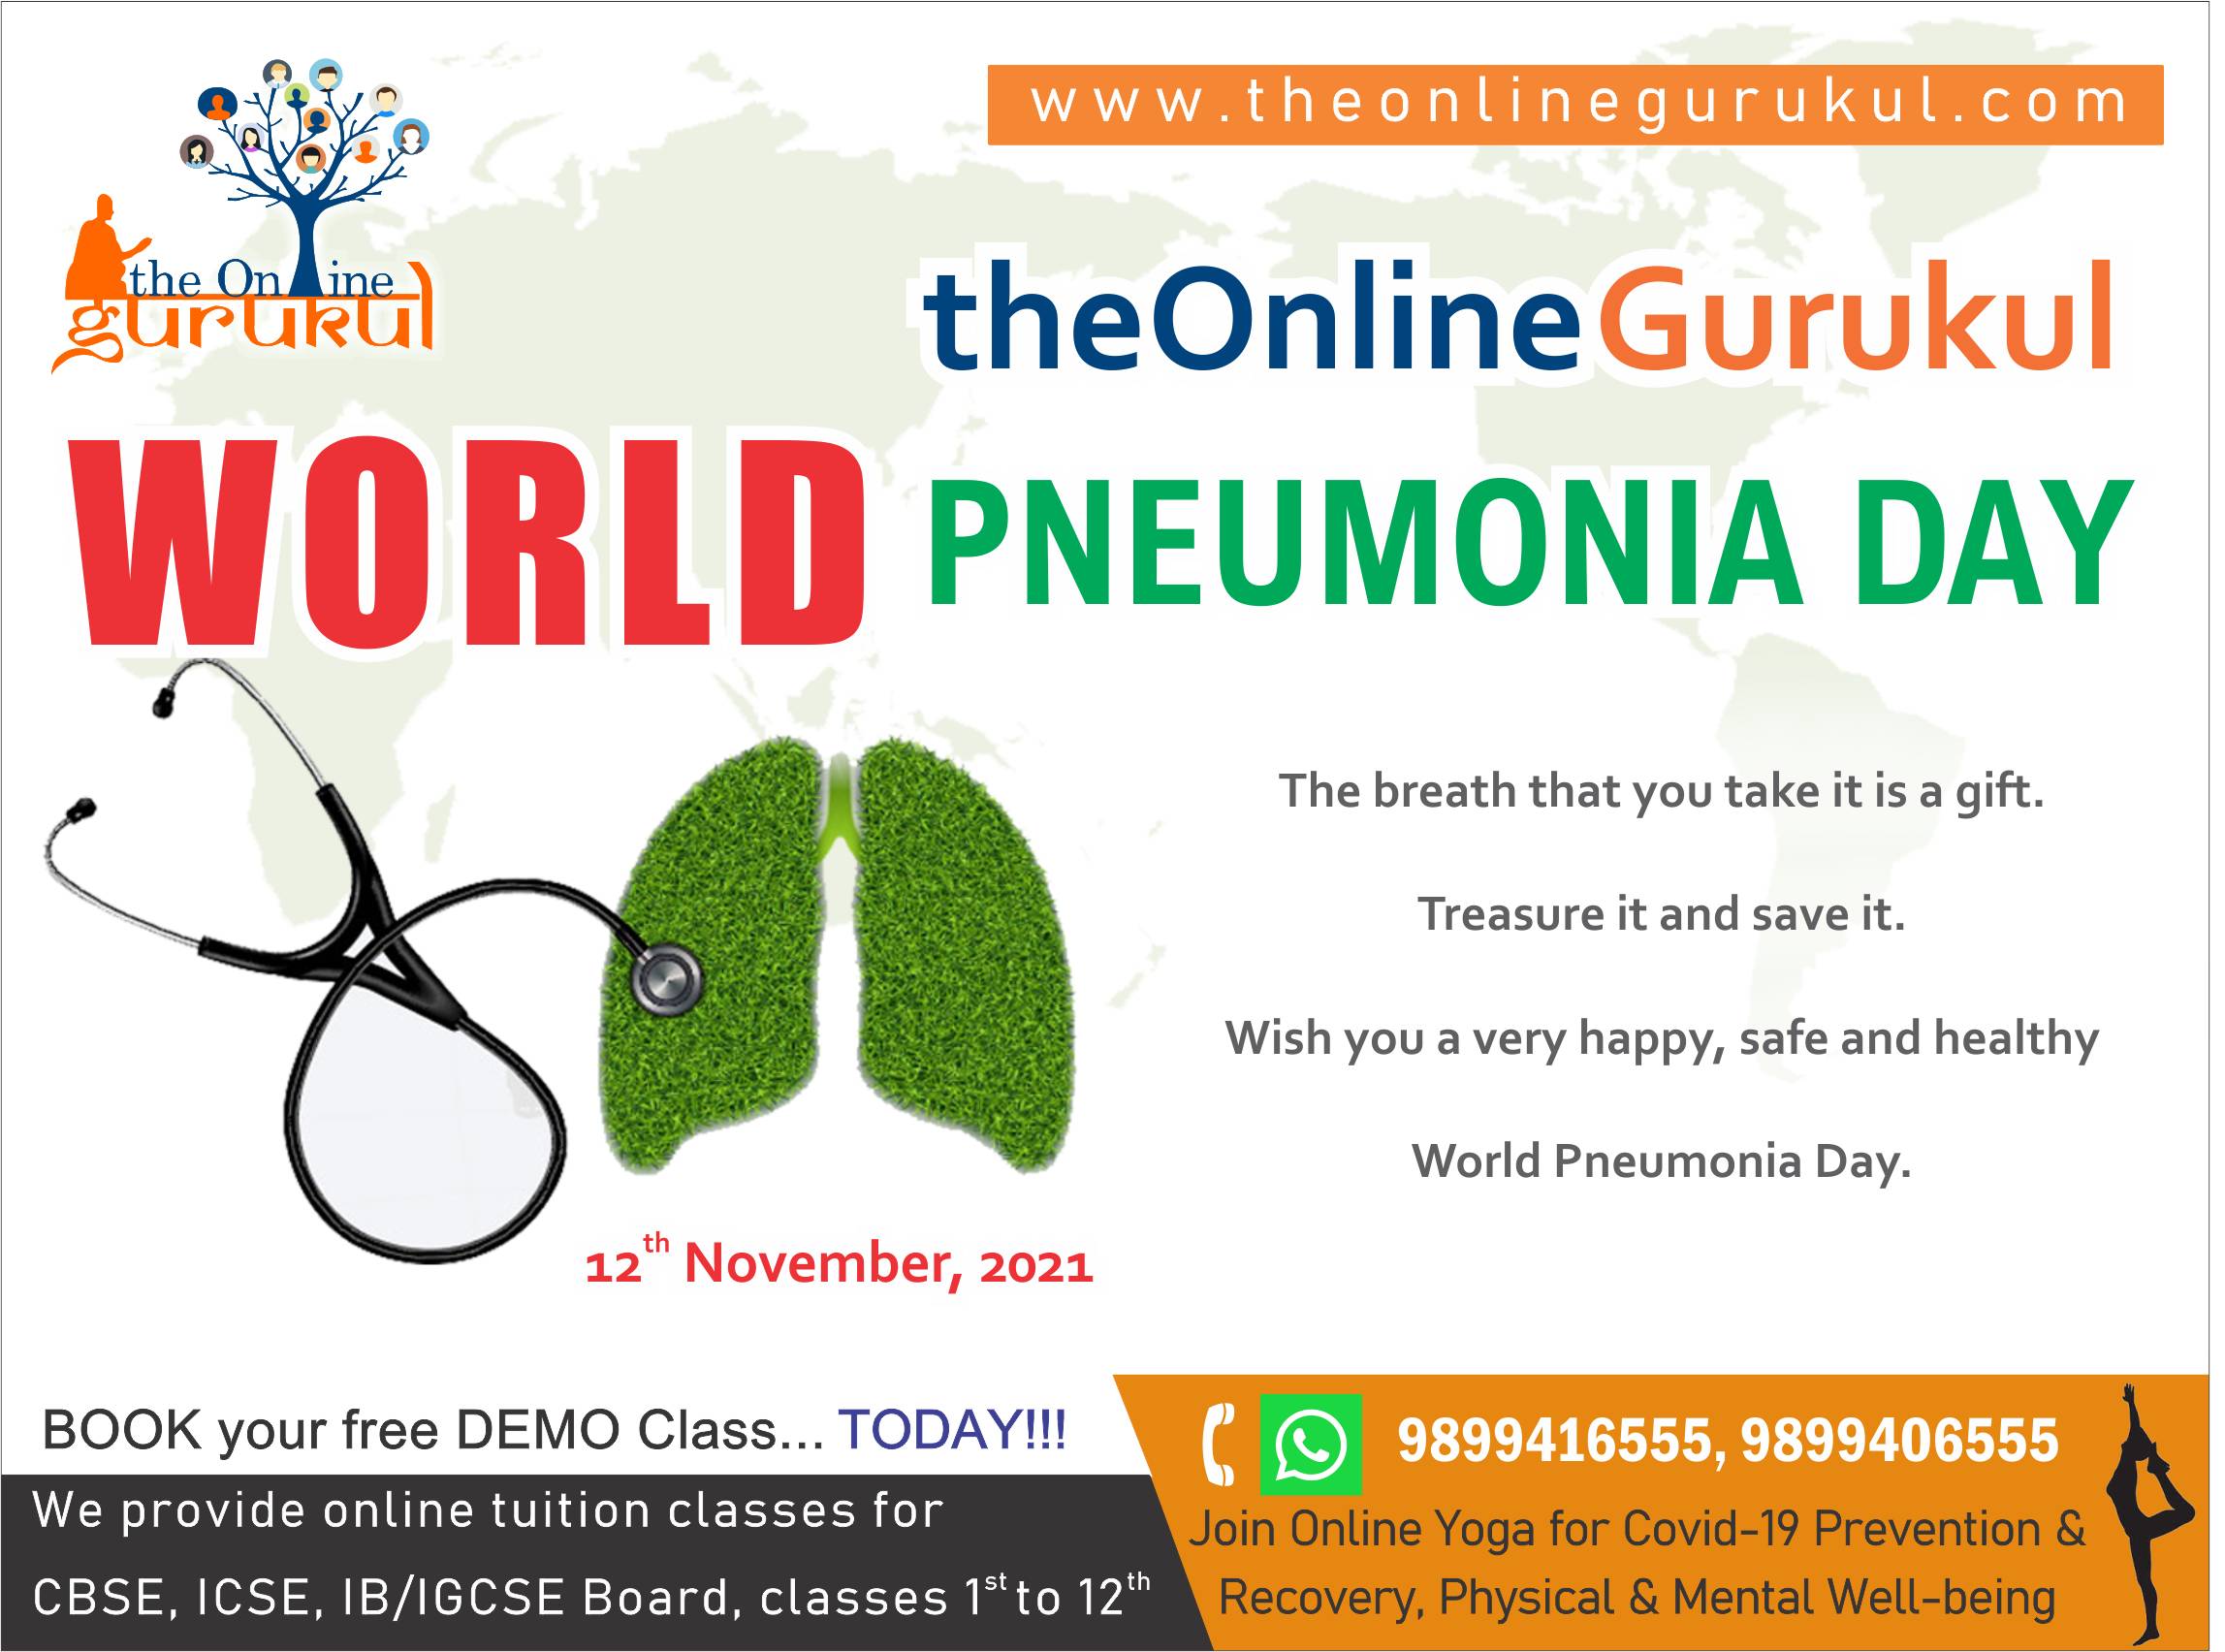 www.theonlinegurukul.com
the Online
gurukul
theOnlineGurukul
WORLD PNEUMONIA DAY
The breath that you take it is a gift.
Treasure it and save it.
Wish you a very happy, safe and healthy
World Pneumonia Day.
12th November, 2021
BOOK your free DEMO Class... TODAY!!!
We provide online tuition classes for
CBSE, ICSE, IB/IGCSE Board, classes 1st to 12th
9899416555, 9899406555
Join Online Yoga for Covid-19 Prevention &
Recovery, Physical & Mental Well-being